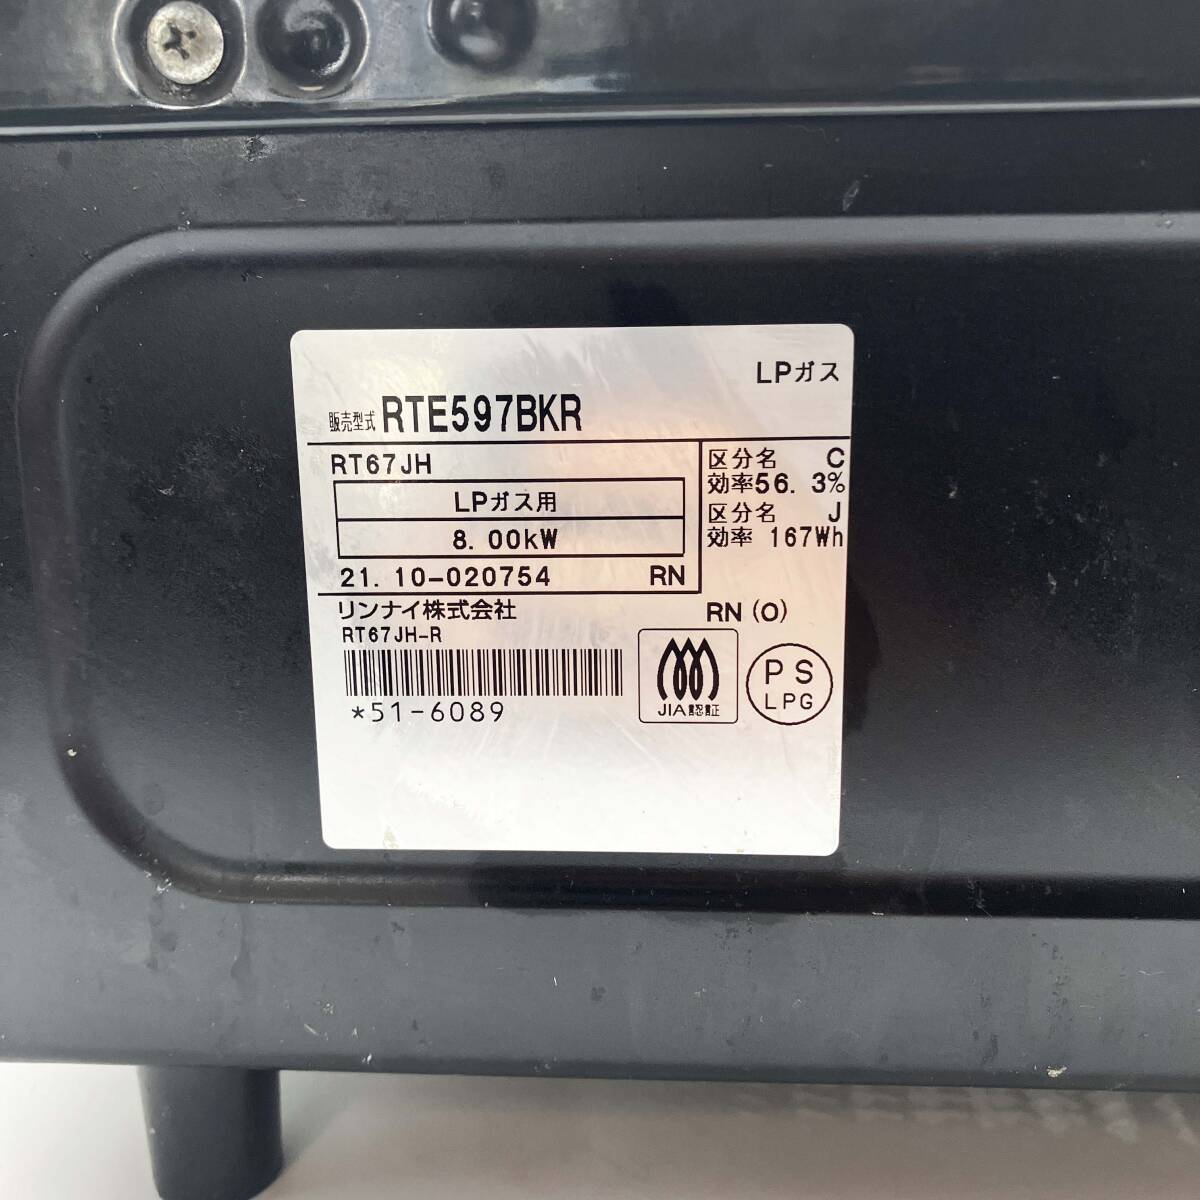 LPガス
販売型式 RTE597BKR
RT67JH
LPガス用
8.00kW
21.10-020754 RN
区分名 C
効率56.3%
区分名 J
効率 167Wh
リンナイ株式会社 RN(O)
RT67JH-R
*51-6089
JIA認証
PS
LPG